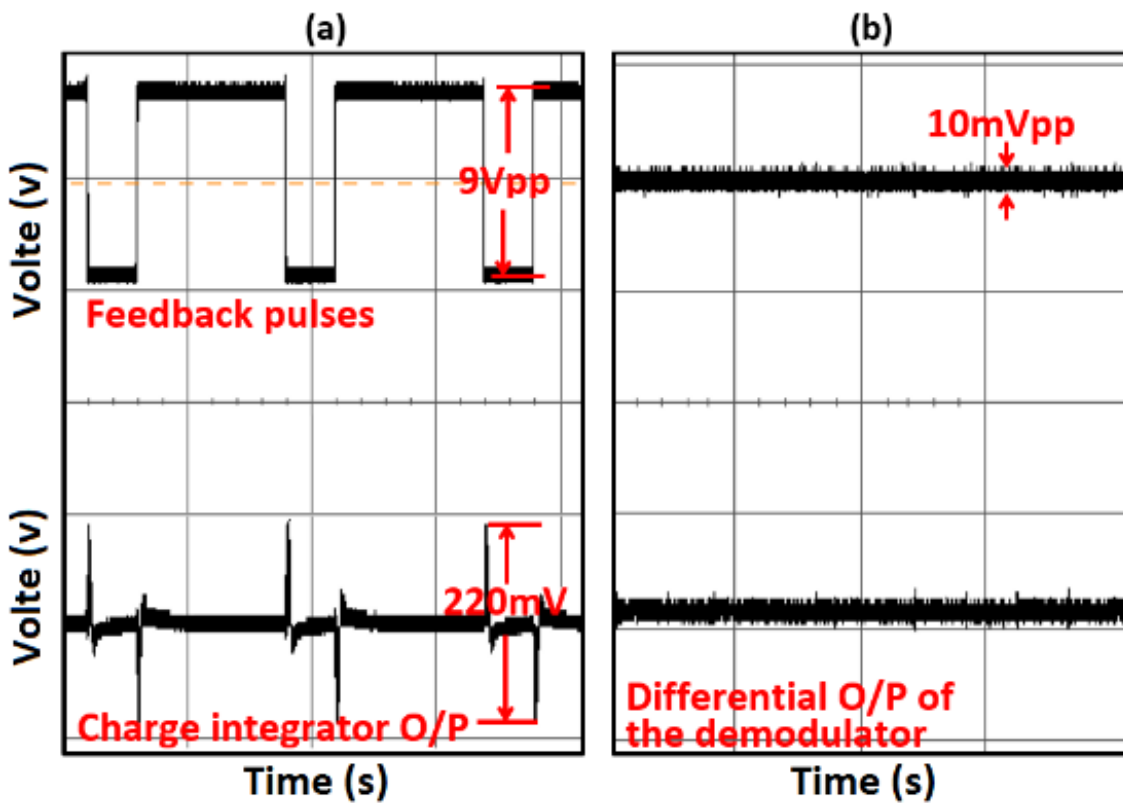 (a)
(b)
Volte (v)
9Vpp
10mVpp
Feedback pulses
Volte (v)
220mV
Charge integrator O/P
Differential O/P of
the demodulator
Time (s)
Time (s)